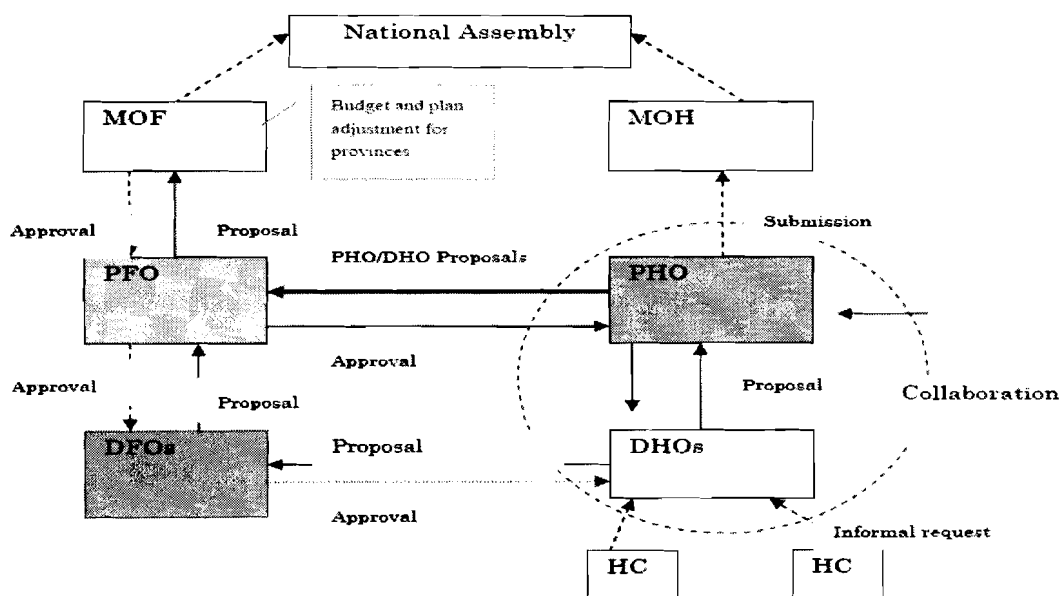 National Assembly
MOF
Budget and plan
adjustment for
provinces
MOH
Submission
Approval
Proposal
PFO
PHO/DHO Proposals
PHO
Approval
Approval
Proposal
Proposal
Collaboration
DFOs
Proposal
DHOs
Approval
Informal request
HC
HC